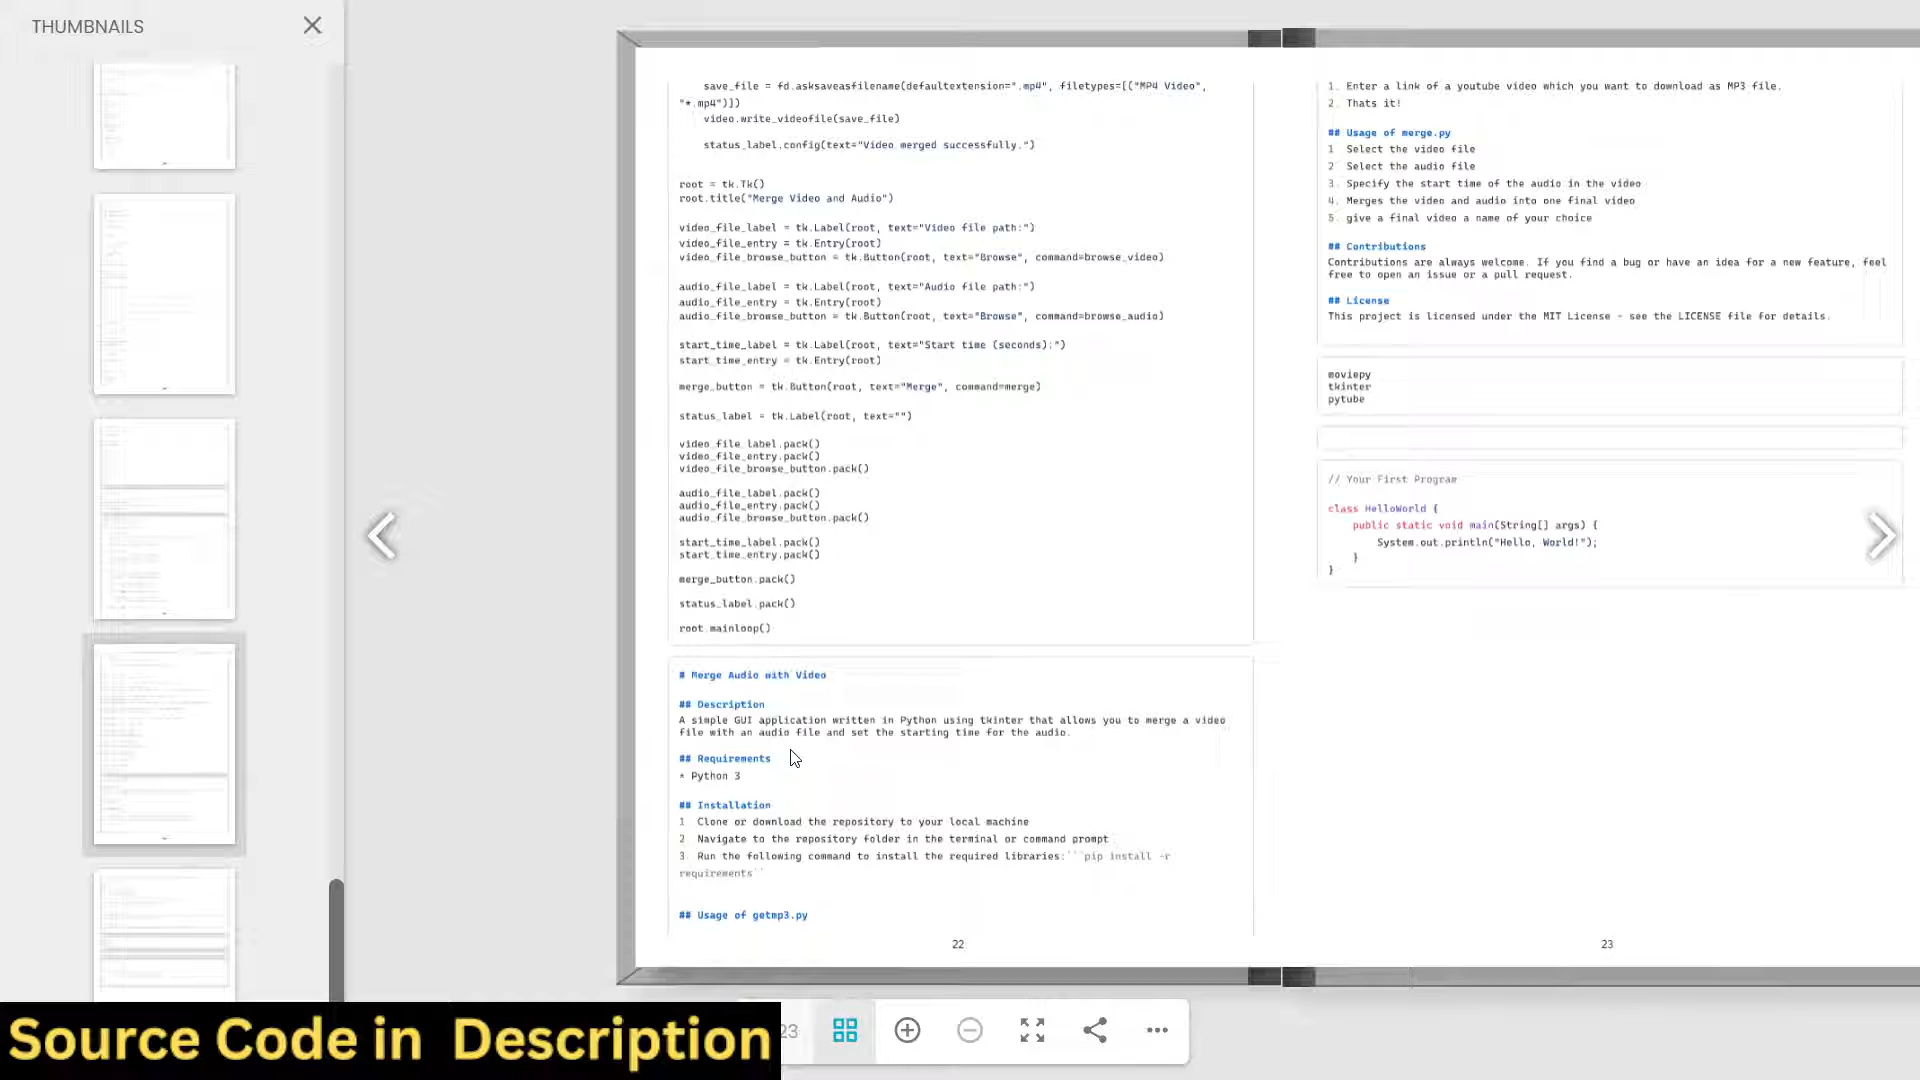 THUMBNAILS
save_file = fd.asksaveasfilename(defaultextension=".mp4", filetypes=[("MP4 Video",
"*.mp4")])
video.write_videofile(save_file)
status_label.config(text="Video merged successfully.")
root = tk.Tk()
root.title("Merge Video and Audio")
video_file_label = tk.Label(root, text="Video file path:")
video_file_entry = tk.Entry(root)
video_file_browse_button = tk.Button(root, text="Browse", command=browse_video)
audio_file_label = tk.Label(root, text="Audio file path:")
audio_file_entry = tk.Entry(root)
audio_file_browse_button = tk.Button(root, text="Browse", command=browse_audio)
start_time_label = tk.Label(root, text="Start time (seconds):")
start_time_entry = tk.Entry(root)
merge_button = tk.Button(root, text="Merge", command=merge)
status_label = tk.Label(root, text="")
video_file_label.pack()
video_file_entry.pack()
video_file_browse_button.pack()
audio_file_label.pack()
audio_file_entry.pack()
audio_file_browse_button.pack()
start_time_label.pack()
start_time_entry.pack()
merge_button.pack()
status_label.pack()
root.mainloop()
# Merge Audio with Video
## Description
A simple GUI application written in Python using tkinter that allows you to merge a video
file with an audio file and set the starting time for the audio.
## Requirements
* Python 3
## Installation
1 Clone or download the repository to your local machine
2 Navigate to the repository folder in the terminal or command prompt
3. Run the following command to install the required libraries:```pip install -r
requirements``
## Usage of getmp3.py
22
1. Enter a link of a youtube video which you want to download as MP3 file.
2. Thats it!
## Usage of merge.py
1 Select the video file
2 Select the audio file
3. Specify the start time of the audio in the video
4. Merges the video and audio into one final video
5. give a final video a name of your choice
## Contributions
Contributions are always welcome. If you find a bug or have an idea for a new feature, feel
free to open an issue or a pull request.
## License
This project is licensed under the MIT License - see the LICENSE file for details.
moviepy
tkinter
pytube
// Your First Program
class HelloWorld {
public static void main(String[] args) {
System.out.println("Hello, World!");
}
}
23
23
Source Code in Description